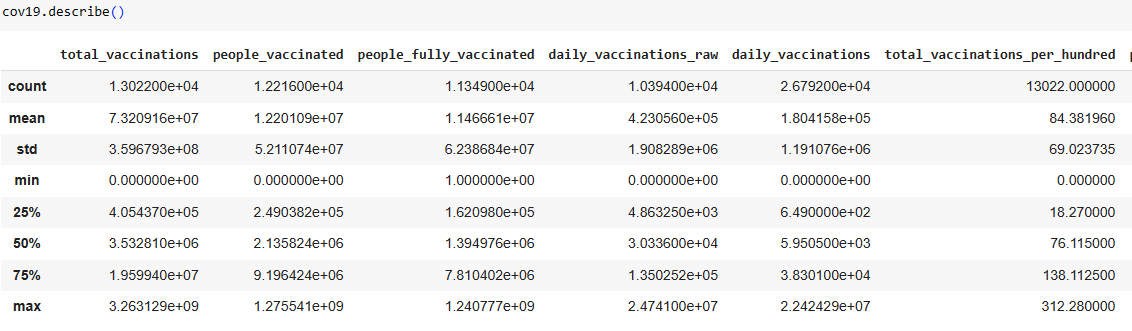 cov19.describe()
total_vaccinations people_vaccinated people_fully_vaccinated daily_vaccinations_raw daily_vaccinations total_vaccinations_per_hundred
count 1.302200e+04 1.221600e+04 1.134900e+04 1.039400e+04 2.679200e+04 13022.000000
mean 7.320916e+07 1.220109e+07 1.146661e+07 4.230560e+05 1.804158e+05 84.381960
std 3.596793e+08 5.211074e+07 6.238684e+07 1.908289e+06 1.191076e+06 69.023735
min 0.000000e+00 0.000000e+00 1.000000e+00 0.000000e+00 0.000000e+00 0.000000
25% 4.054370e+05 2.490382e+05 1.620980e+05 4.863250e+03 6.490000e+02 18.270000
50% 3.532810e+06 2.135824e+06 1.394976e+06 3.033600e+04 5.950500e+03 76.115000
75% 1.959940e+07 9.196424e+06 7.810402e+06 1.350252e+05 3.830100e+04 138.112500
max 3.263129e+09 1.275541e+09 1.240777e+09 2.474100e+07 2.242429e+07 312.280000